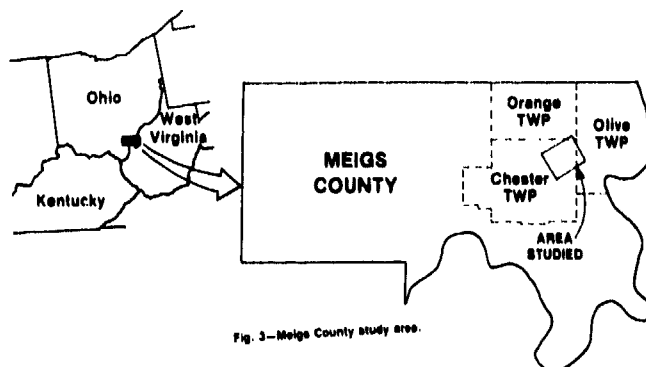 Ohio
West
Virginia
Kentucky
MEIGS
COUNTY
Orange
TWP
Olive
TWP
Chester
TWP
AREA
STUDIED
Fig. 3—Meigs County study area.